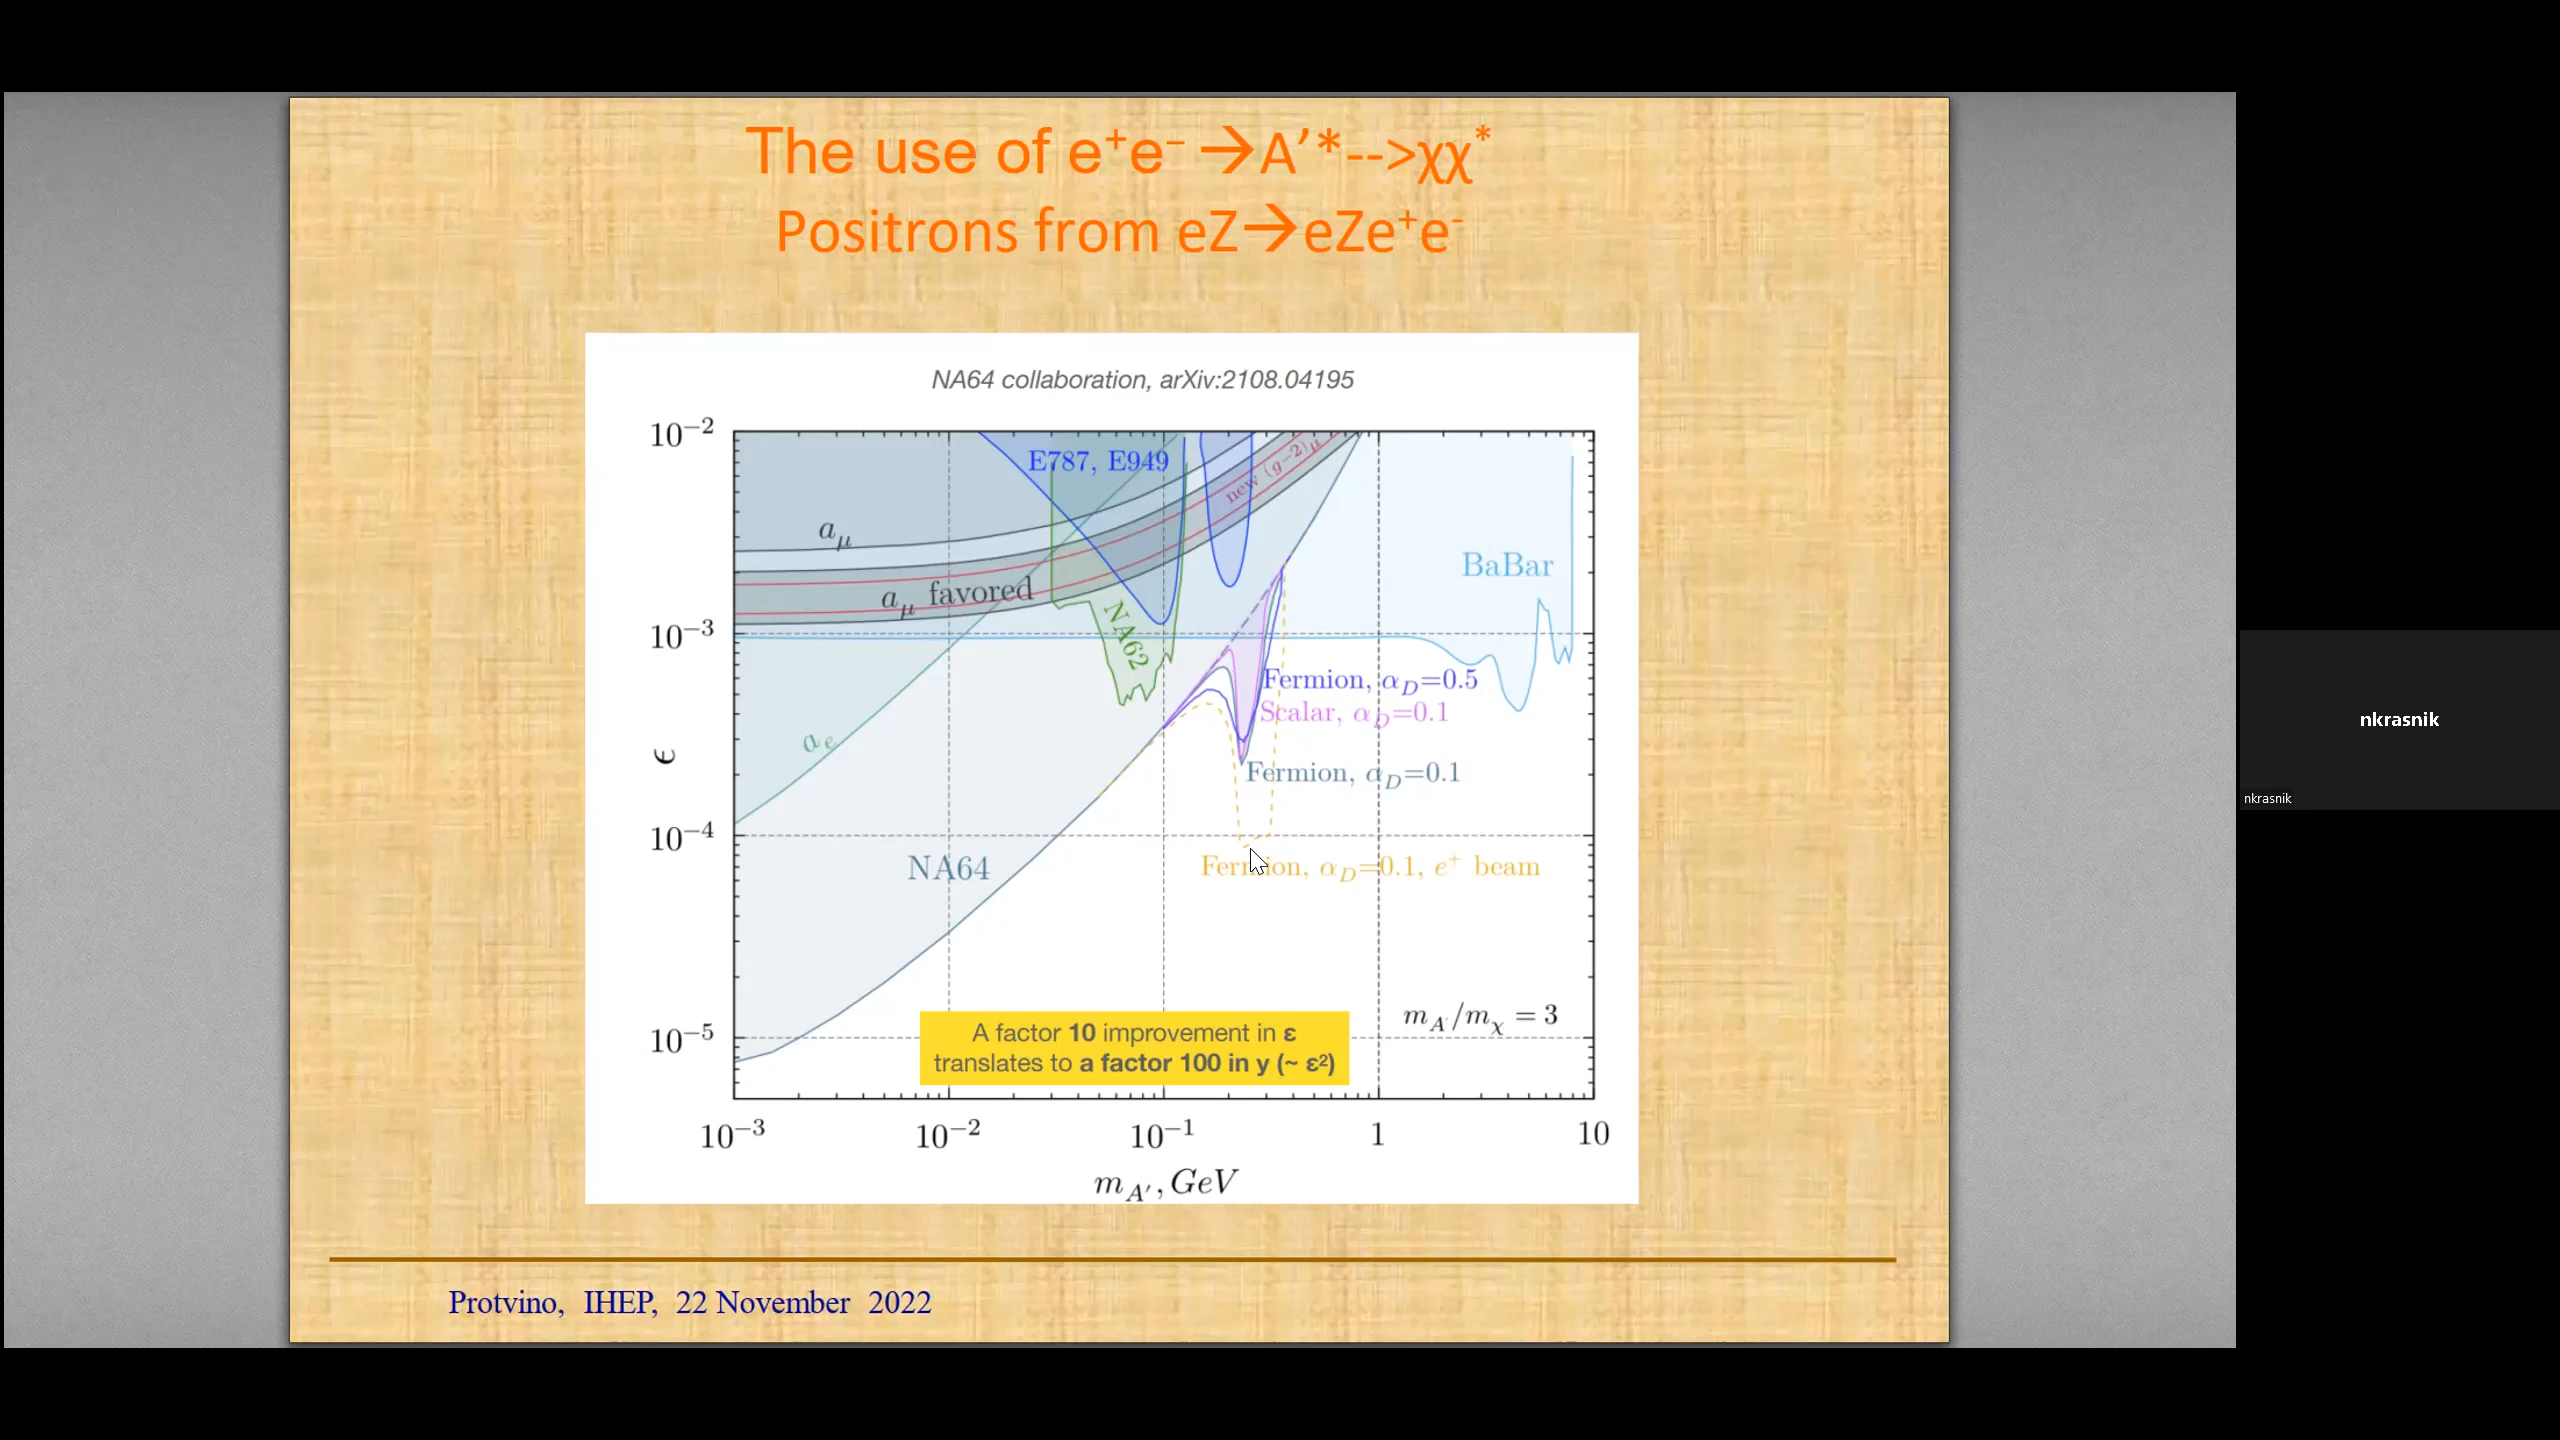 The use of e⁺e⁻ →A’*-->χχ*
Positrons from eZ→eZe⁺e⁻
NA64 collaboration, arXiv:2108.04195
10⁻²
10⁻³
10⁻⁴
10⁻⁵
ϵ
E787, E949
new (g−2)μ
aμ
aμ favored
NA62
BaBar
Fermion, αD=0.5
Scalar, αD=0.1
ae
Fermion, αD=0.1
NA64
Fermion, αD=0.1, e⁺ beam
mA/mχ = 3
A factor 10 improvement in ε
translates to a factor 100 in y (~ ε²)
10⁻³ 10⁻² 10⁻¹ 1 10
mA′, GeV
Protvino, IHEP, 22 November 2022
nkrasnik
nkrasnik